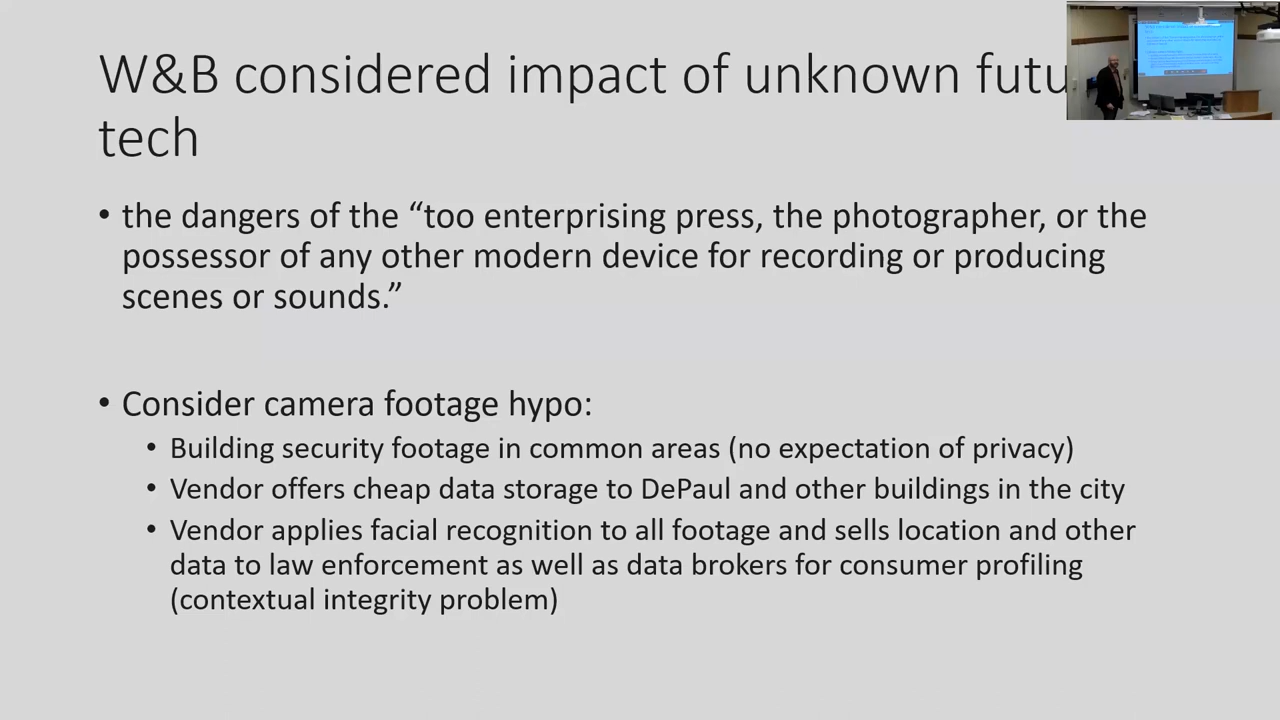 W&B considered impact of unknown futu
tech
• the dangers of the “too enterprising press, the photographer, or the
possessor of any other modern device for recording or producing
scenes or sounds.”
• Consider camera footage hypo:
• Building security footage in common areas (no expectation of privacy)
• Vendor offers cheap data storage to DePaul and other buildings in the city
• Vendor applies facial recognition to all footage and sells location and other
data to law enforcement as well as data brokers for consumer profiling
(contextual integrity problem)